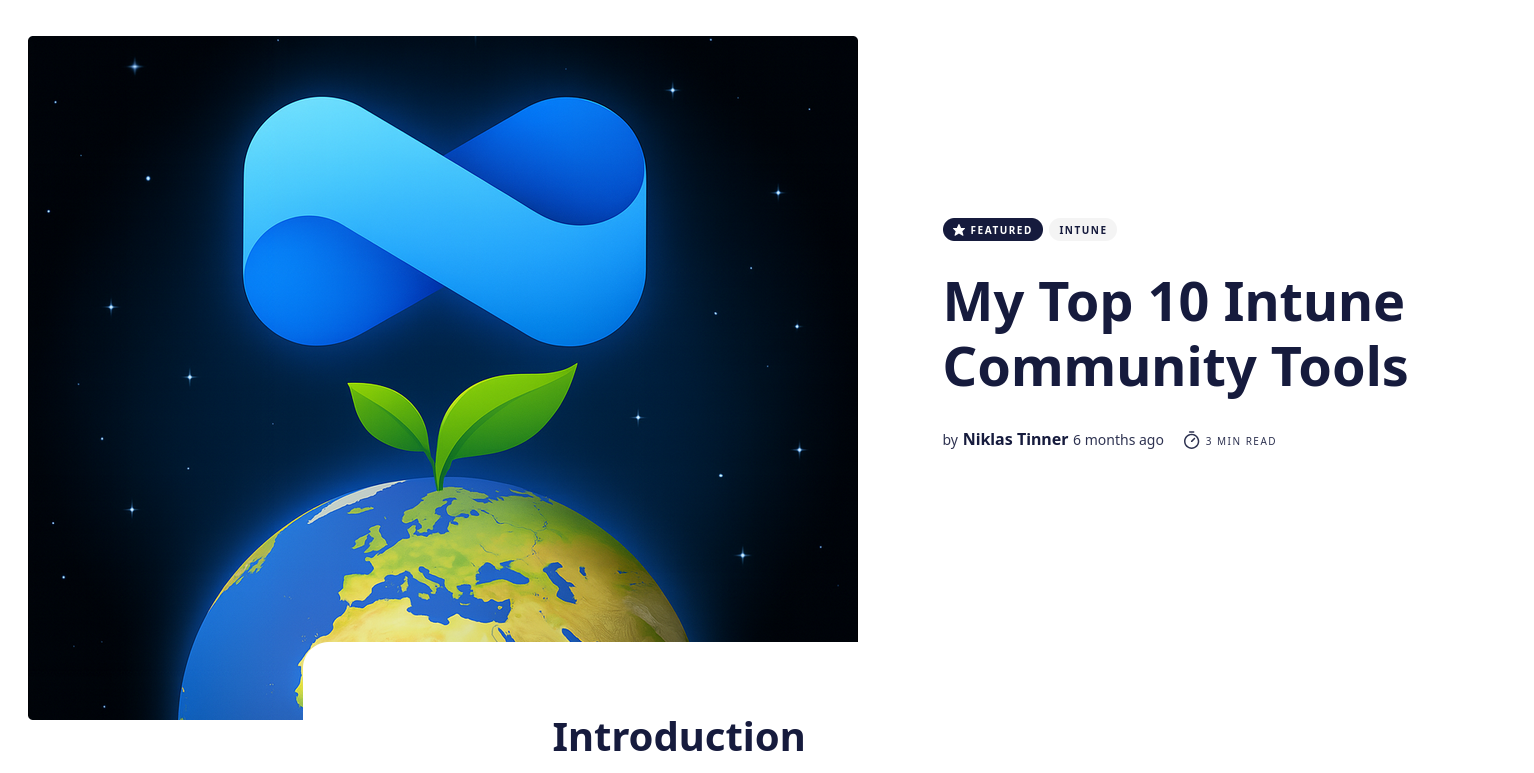 FEATURED INTUNE
My Top 10 Intune
Community Tools
by Niklas Tinner 6 months ago 3 MIN READ
Introduction